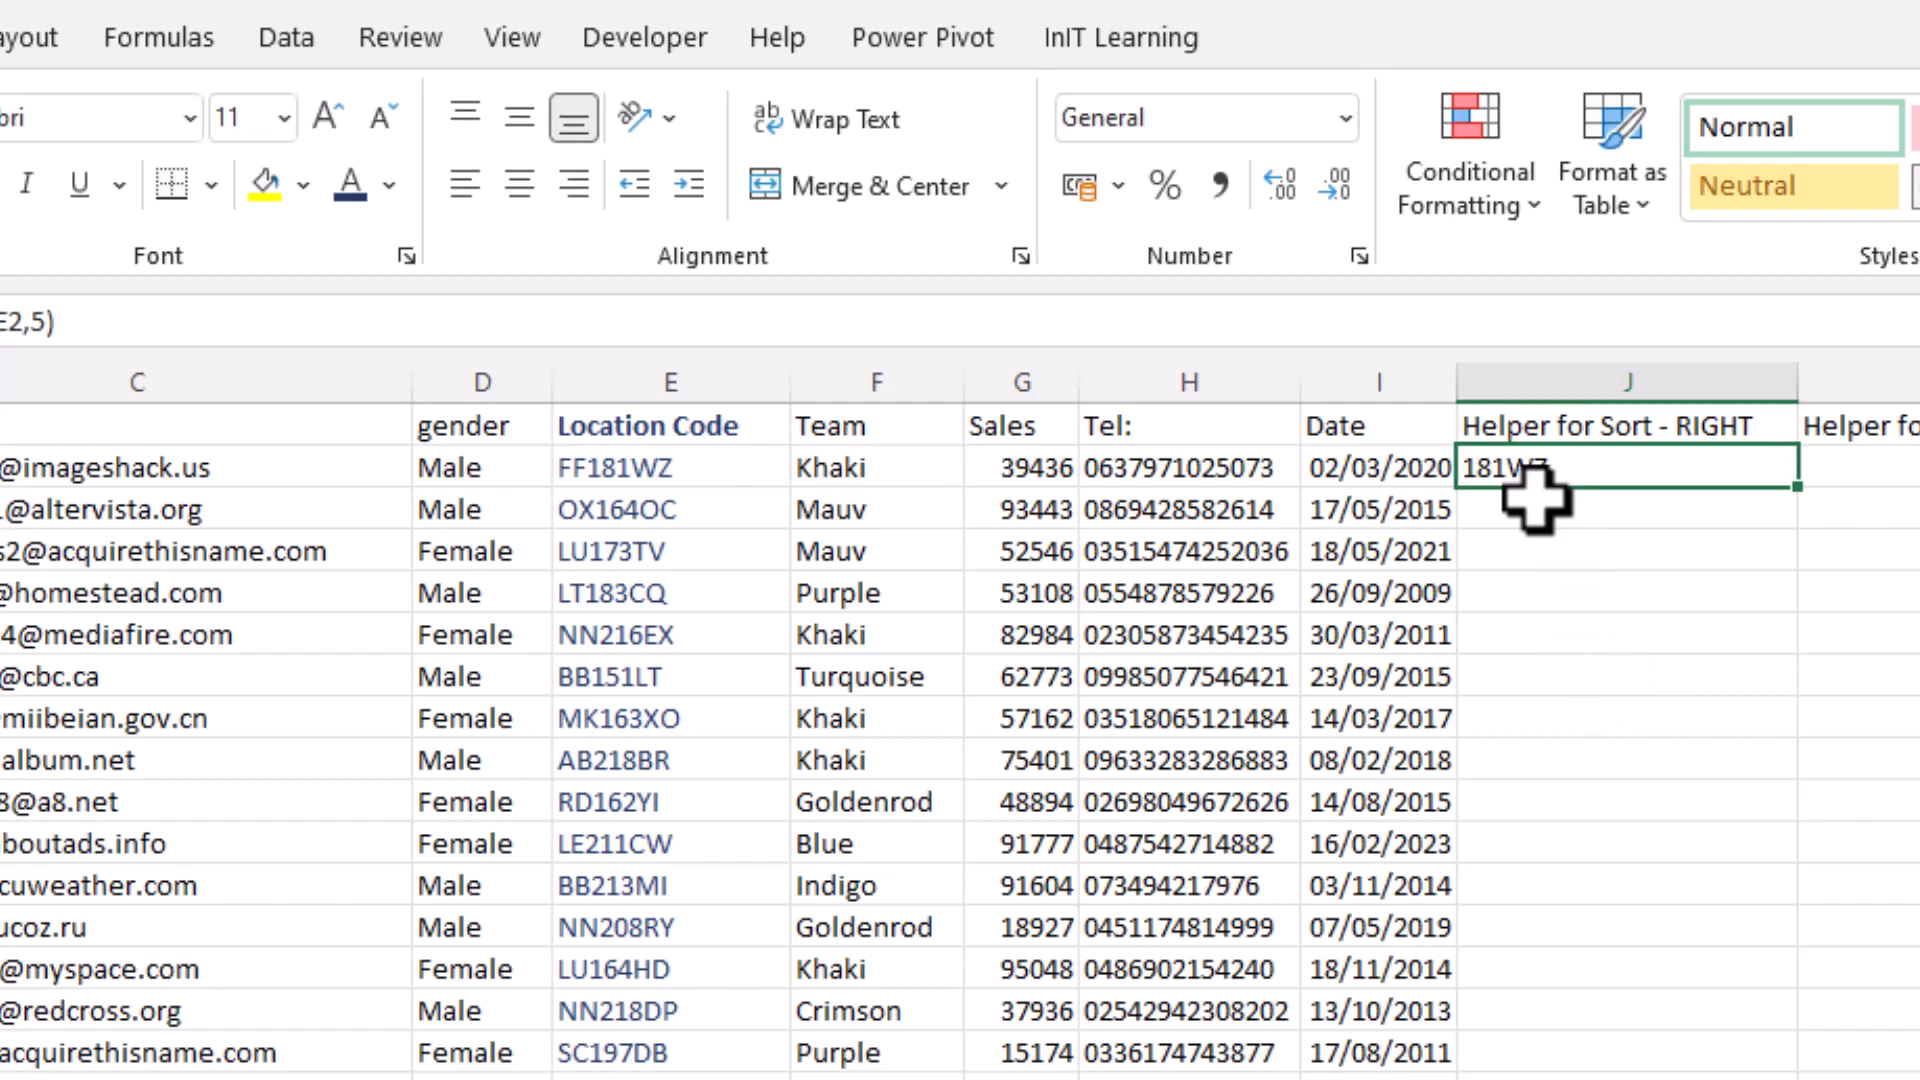 ayout Formulas Data Review View Developer Help Power Pivot InIT Learning
bri 11 A A ab Wrap Text General Normal
I U A Merge & Center % .00 .00 Conditional Formatting Format as Table Neutral
Font Alignment Number Styles
E2,5)
C D E F G H I J
gender Location Code Team Sales Tel: Date Helper for Sort - RIGHT Helper fo
@imageshack.us Male FF181WZ Khaki 39436 0637971025073 02/03/2020 181WZ
@altervista.org Male OX164OC Mauv 93443 0869428582614 17/05/2015
s2@acquirethisname.com Female LU173TV Mauv 52546 03515474252036 18/05/2021
@homestead.com Male LT183CQ Purple 53108 0554878579226 26/09/2009
4@mediafire.com Female NN216EX Khaki 82984 02305873454235 30/03/2011
@cbc.ca Male BB151LT Turquoise 62773 09985077546421 23/09/2015
miibeian.gov.cn Female MK163XO Khaki 57162 03518065121484 14/03/2017
album.net Male AB218BR Khaki 75401 09633283286883 08/02/2018
8@a8.net Female RD162YI Goldenrod 48894 02698049672626 14/08/2015
boutads.info Female LE211CW Blue 91777 0487542714882 16/02/2023
cuweather.com Male BB213MI Indigo 91604 073494217976 03/11/2014
ucoz.ru Male NN208RY Goldenrod 18927 0451174814999 07/05/2019
@myspace.com Female LU164HD Khaki 95048 0486902154240 18/11/2014
@redcross.org Male NN218DP Crimson 37936 02542942308202 13/10/2013
acquirethisname.com Female SC197DB Purple 15174 0336174743877 17/08/2011